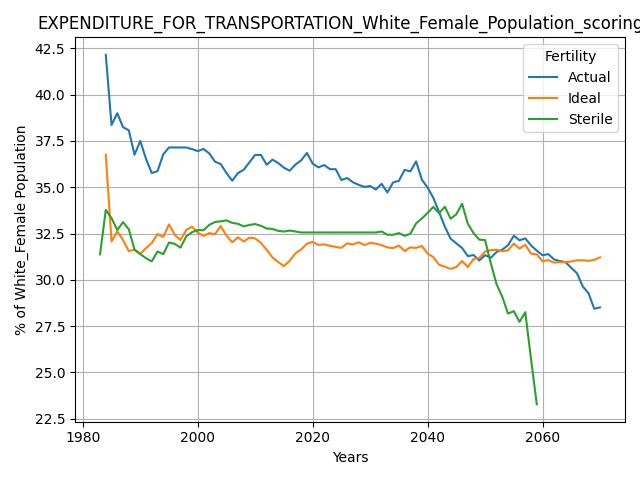 EXPENDITURE_FOR_TRANSPORTATION_White_Female_Population_scoring
Fertility
Actual
Ideal
Sterile
% of White_Female Population
42.5
40.0
37.5
35.0
32.5
30.0
27.5
25.0
22.5
1980 2000 2020 2040 2060
Years